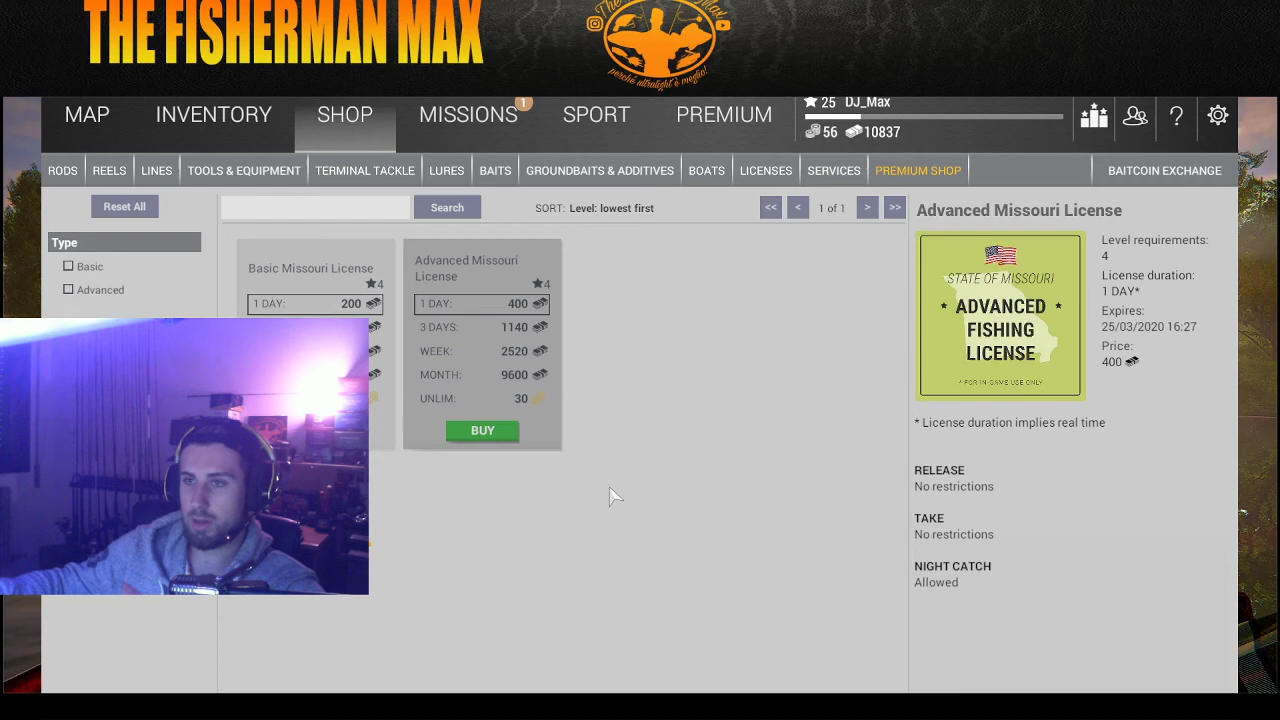 THE FISHERMAN MAX
perché ultralight è meglio!
MAP INVENTORY SHOP MISSIONS 1 SPORT PREMIUM
25 DJ_Max
56 10837
RODS REELS LINES TOOLS & EQUIPMENT TERMINAL TACKLE LURES BAITS GROUNDBAITS & ADDITIVES BOATS LICENSES SERVICES PREMIUM SHOP BAITCOIN EXCHANGE
Reset All
Search
SORT: Level: lowest first
<< < 1 of 1 > >>
Type
Basic
Advanced
Basic Missouri License
4
1 DAY: 200
Advanced Missouri
License
4
1 DAY: 400
3 DAYS: 1140
WEEK: 2520
MONTH: 9600
UNLIM: 30
BUY
Advanced Missouri License
STATE OF MISSOURI
ADVANCED
FISHING
LICENSE
* FOR IN-GAME USE ONLY
Level requirements:
4
License duration:
1 DAY*
Expires:
25/03/2020 16:27
Price:
400
* License duration implies real time
RELEASE
No restrictions
TAKE
No restrictions
NIGHT CATCH
Allowed